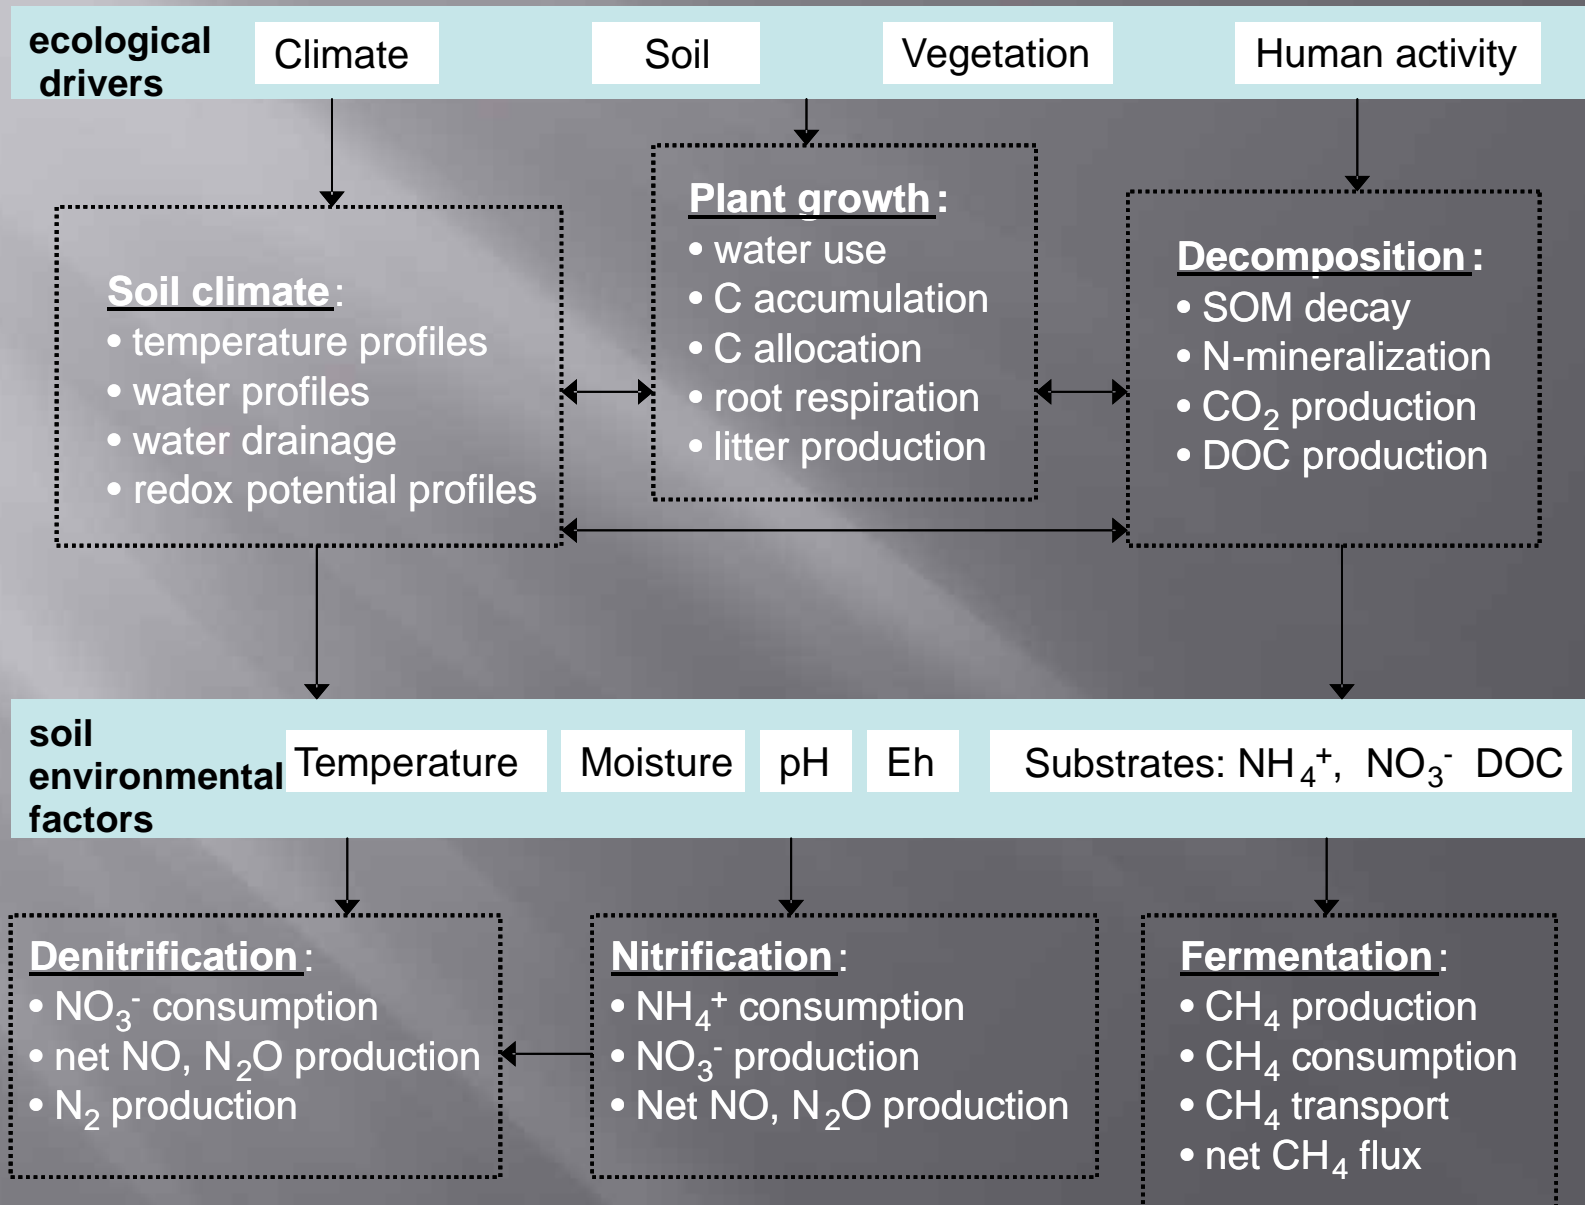 ecological
drivers
Climate
Soil
Vegetation
Human activity
Soil climate:
• temperature profiles
• water profiles
• water drainage
• redox potential profiles
Plant growth:
• water use
• C accumulation
• C allocation
• root respiration
• litter production
Decomposition:
• SOM decay
• N-mineralization
• CO₂ production
• DOC production
soil
environmental
factors
Temperature
Moisture
pH
Eh
Substrates: NH₄⁺, NO₃⁻ DOC
Denitrification:
• NO₃⁻ consumption
• net NO, N₂O production
• N₂ production
Nitrification:
• NH₄⁺ consumption
• NO₃⁻ production
• Net NO, N₂O production
Fermentation:
• CH₄ production
• CH₄ consumption
• CH₄ transport
• net CH₄ flux